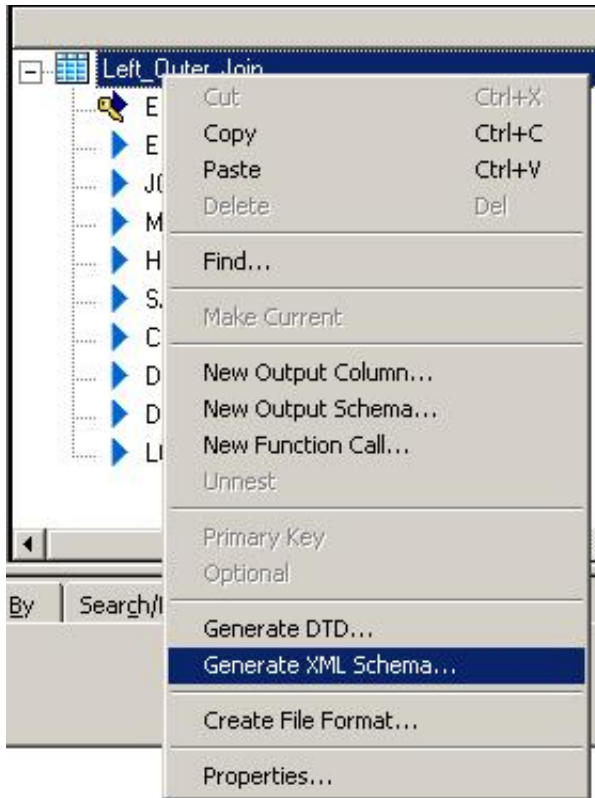 Left_Outer_Join
E
E
J
M
H
S
C
D
D
L
Cut Ctrl+X
Copy Ctrl+C
Paste Ctrl+V
Delete Del
Find...
Make Current
New Output Column...
New Output Schema...
New Function Call...
Unnest
Primary Key
Optional
Generate DTD...
Generate XML Schema...
Create File Format...
Properties...
By
Search/